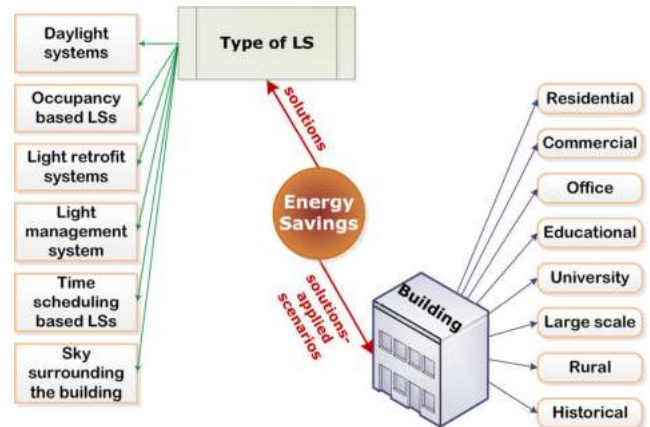 Daylight
systems
Occupancy
based LSs
Light retrofit
systems
Light
management
system
Time
scheduling
based LSs
Sky
surrounding
the building
Type of LS
solutions
Energy
Savings
solutions-
applied
scenarios
Building
Residential
Commercial
Office
Educational
University
Large scale
Rural
Historical